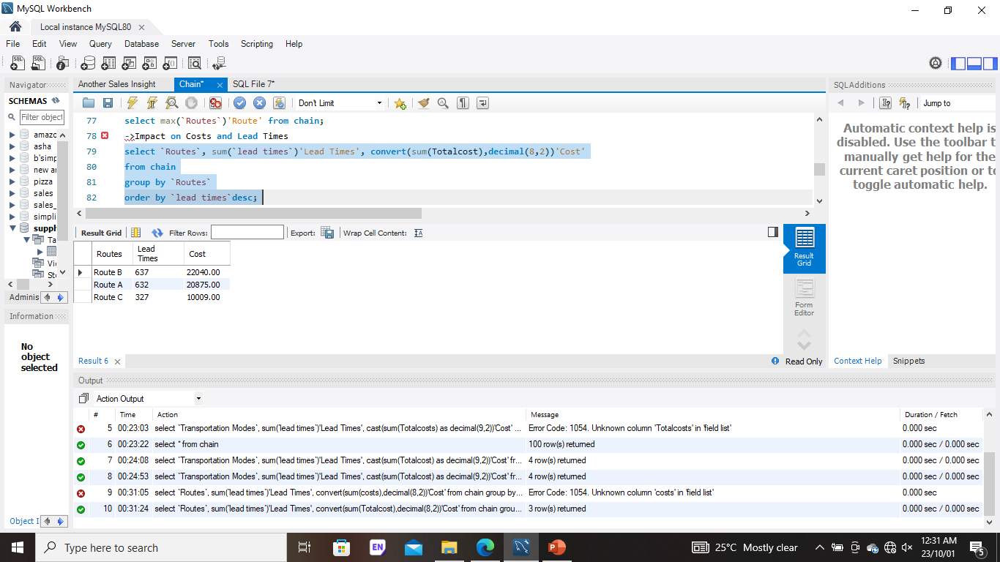 MySQL Workbench
Local instance MySQL80
File Edit View Query Database Server Tools Scripting Help
Navigator
SCHEMAS
Filter object
amazo
asha
b'simp
new ar
pizza
sales
sales_
simpli
suppl
Ta
Vie
Sto
Adminis
Information
No
object
selected
Object I
Another Sales Insight Chain* SQL File 7*
Don't Limit
77 select max(`Routes`)'Route' from chain;
78 ->Impact on Costs and Lead Times
79 select `Routes`, sum(`lead times`)'Lead Times', convert(sum(Totalcost),decimal(8,2))'Cost'
80 from chain
81 group by `Routes`
82 order by `lead times`desc;
Result Grid Filter Rows: Export: Wrap Cell Content:
Routes Lead Times Cost
Route B 637 22040.00
Route A 632 20875.00
Route C 327 10009.00
Result Grid
Form Editor
Result 6
Read Only
SQLAdditions
Jump to
Automatic context help is
disabled. Use the toolbar t
manually get help for the
current caret position or to
toggle automatic help.
Context Help Snippets
Output
Action Output
# Time Action Message Duration / Fetch
5 00:23:03 select `Transportation Modes`, sum(`lead times`)'Lead Times', cast(sum(Totalcosts) as decimal(9,2))'Cost' ... Error Code: 1054. Unknown column 'Totalcosts' in 'field list' 0.000 sec
6 00:23:22 select * from chain 100 row(s) returned 0.000 sec / 0.000 sec
7 00:24:08 select `Transportation Modes`, sum(`lead times`)'Lead Times', cast(sum(Totalcost) as decimal(9,2))'Cost' fr... 4 row(s) returned 0.000 sec / 0.000 sec
8 00:24:53 select `Transportation Modes`, sum(`lead times`)'Lead Times', cast(sum(Totalcost) as decimal(9,2))'Cost' fr... 4 row(s) returned 0.000 sec / 0.000 sec
9 00:31:05 select `Routes`, sum(`lead times`)'Lead Times', convert(sum(costs),decimal(8,2))'Cost' from chain group by... Error Code: 1054. Unknown column 'costs' in 'field list' 0.000 sec
10 00:31:24 select `Routes`, sum(`lead times`)'Lead Times', convert(sum(Totalcost),decimal(8,2))'Cost' from chain grou... 3 row(s) returned 0.000 sec / 0.000 sec
Type here to search
EN
25°C Mostly clear
12:31 AM
23/10/01
5